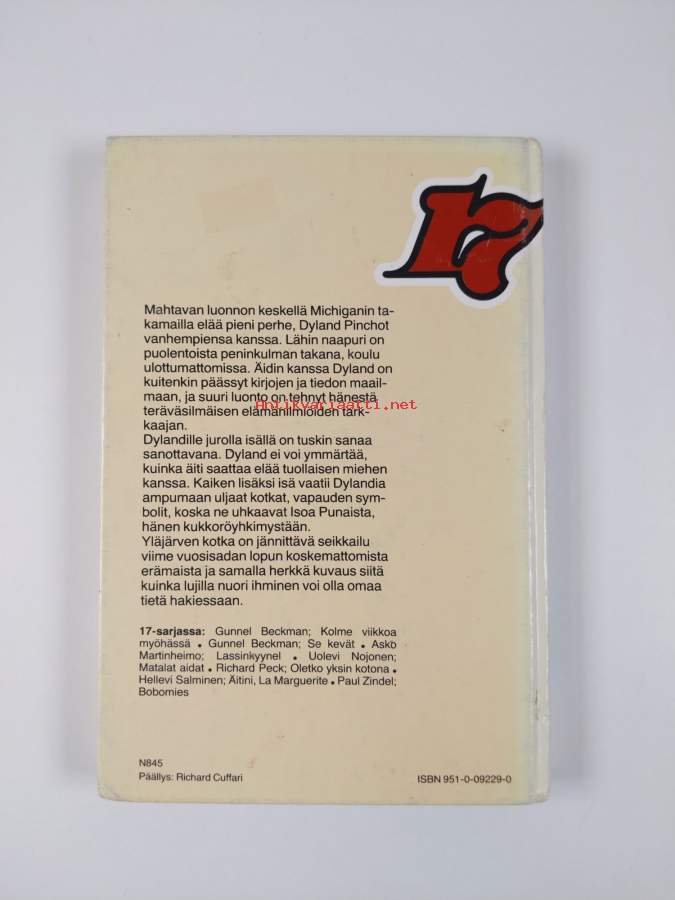 17
Mahtavan luonnon keskellä Michiganin ta-
kamailla elää pieni perhe, Dyland Pinchot
vanhempiensa kanssa. Lähin naapuri on
puolentoista peninkulman takana, koulu
ulottumattomissa. Äidin kanssa Dyland on
kuitenkin päässyt kirjojen ja tiedon maail-
maan, ja suuri luonto on tehnyt hänestä
Antikvariaatti.net
teräväsilmäisen elämänilmiöiden tark-
kaajan.
Dylandille jurolla isällä on tuskin sanaa
sanottavana. Dyland ei voi ymmärtää,
kuinka äiti saattaa elää tuollaisen miehen
kanssa. Kaiken lisäksi isä vaatii Dylandia
ampumaan uljaat kotkat, vapauden sym-
bolit, koska ne uhkaavat Isoa Punaista,
hänen kukkoröyhkimystään.
Yläjärven kotka on jännittävä seikkailu
viime vuosisadan lopun koskemattomista
erämaista ja samalla herkkä kuvaus siitä
kuinka lujilla nuori ihminen voi olla omaa
tietä hakiessaan.
17-sarjassa: Gunnel Beckman; Kolme viikkoa
myöhässä • Gunnel Beckman; Se kevät • Askb
Martinheimo; Lassinkyynel • Uolevi Nojonen;
Matalat aidat • Richard Peck; Oletko yksin kotona •
Hellevi Salminen; Äitini, La Marguerite • Paul Zindel;
Bobomies
N845
Päällys: Richard Cuffari
ISBN 951-0-09229-0